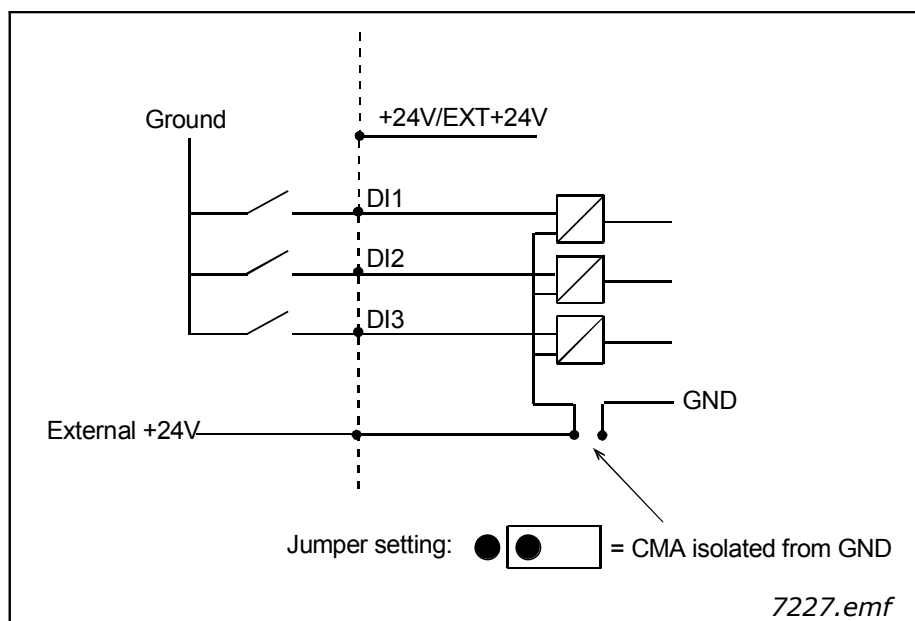 +24V/EXT+24V
Ground
DI1
DI2
DI3
GND
External +24V
Jumper setting: = CMA isolated from GND
7227.emf